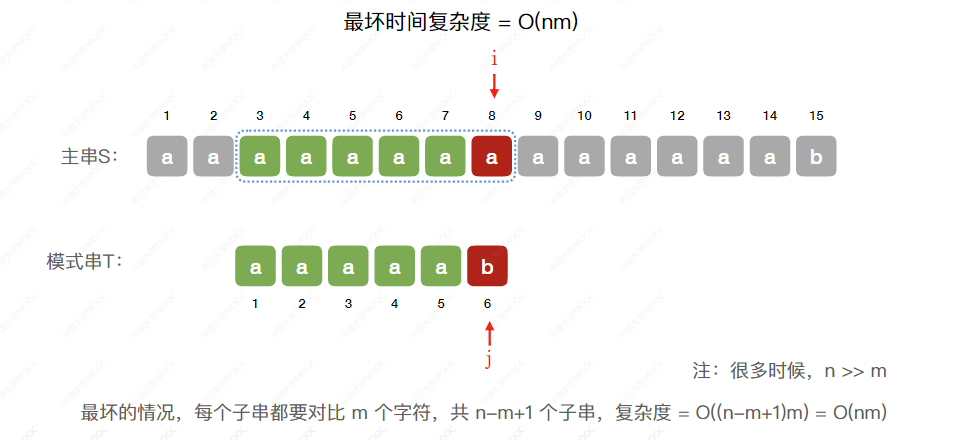 最坏时间复杂度 = O(nm)
i
1 2 3 4 5 6 7 8 9 10 11 12 13 14 15
主串S： a a a a a a a a a a a a a a b
模式串T： a a a a a b
1 2 3 4 5 6
j
注：很多时候，n >> m
最坏的情况，每个子串都要对比 m 个字符，共 n-m+1 个子串，复杂度 = O((n-m+1)m) = O(nm)